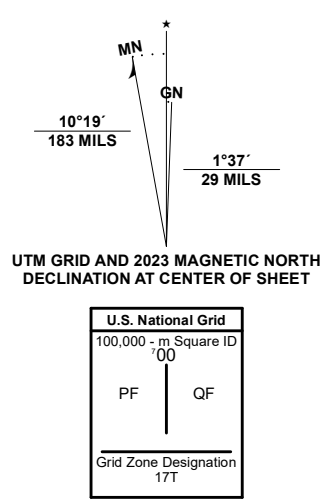 ★
MN
GN
10°19´
183 MILS
1°37´
29 MILS
UTM GRID AND 2023 MAGNETIC NORTH
DECLINATION AT CENTER OF SHEET
U.S. National Grid
100,000 - m Square ID
⁷00
PF QF
Grid Zone Designation
17T